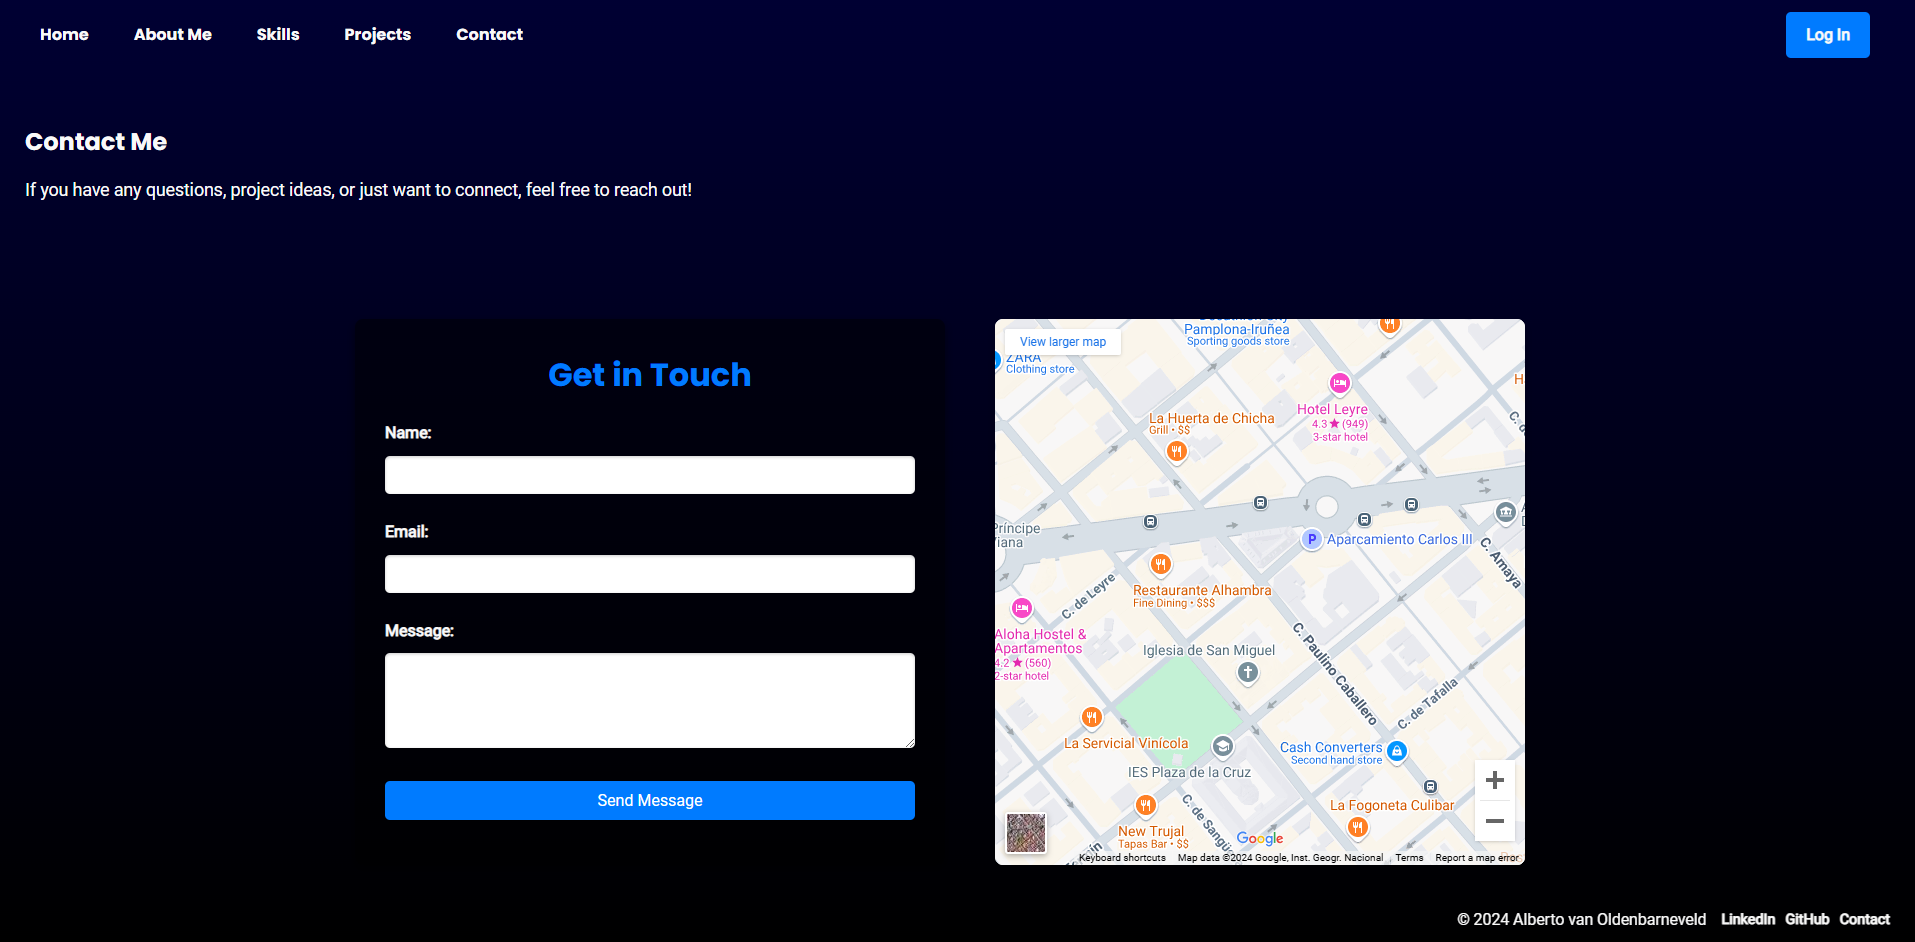 Home
About Me
Skills
Projects
Contact
Log In
Contact Me
If you have any questions, project ideas, or just want to connect, feel free to reach out!
Get in Touch
Name:
Email:
Message:
Send Message
View larger map
Pamplona-Iruñea
Sporting goods store
ZARA
Clothing store
Hotel Leyre
4.3★(949)
3-star hotel
La Huerta de Chicha
Grill • $$
Príncipe
P
Aparcamiento Carlos III
C. Amaya
Restaurante Alhambra
Fine Dining • $$$
C. de Leyre
Aloha Hostel &
Apartamentos
4.2★(560)
2-star hotel
Iglesia de San Miguel
C. Paulino Caballero
C. de Tafalla
La Servicial Vinícola
IES Plaza de la Cruz
Cash Converters
Second hand store
La Fogoneta Culibar
New Trujal
Tapas Bar • $$
Google
Keyboard shortcuts
Map data ©2024 Google, Inst. Geogr. Nacional
Terms
Report a map error
© 2024 Alberto van Oldenbarneveld LinkedIn GitHub Contact